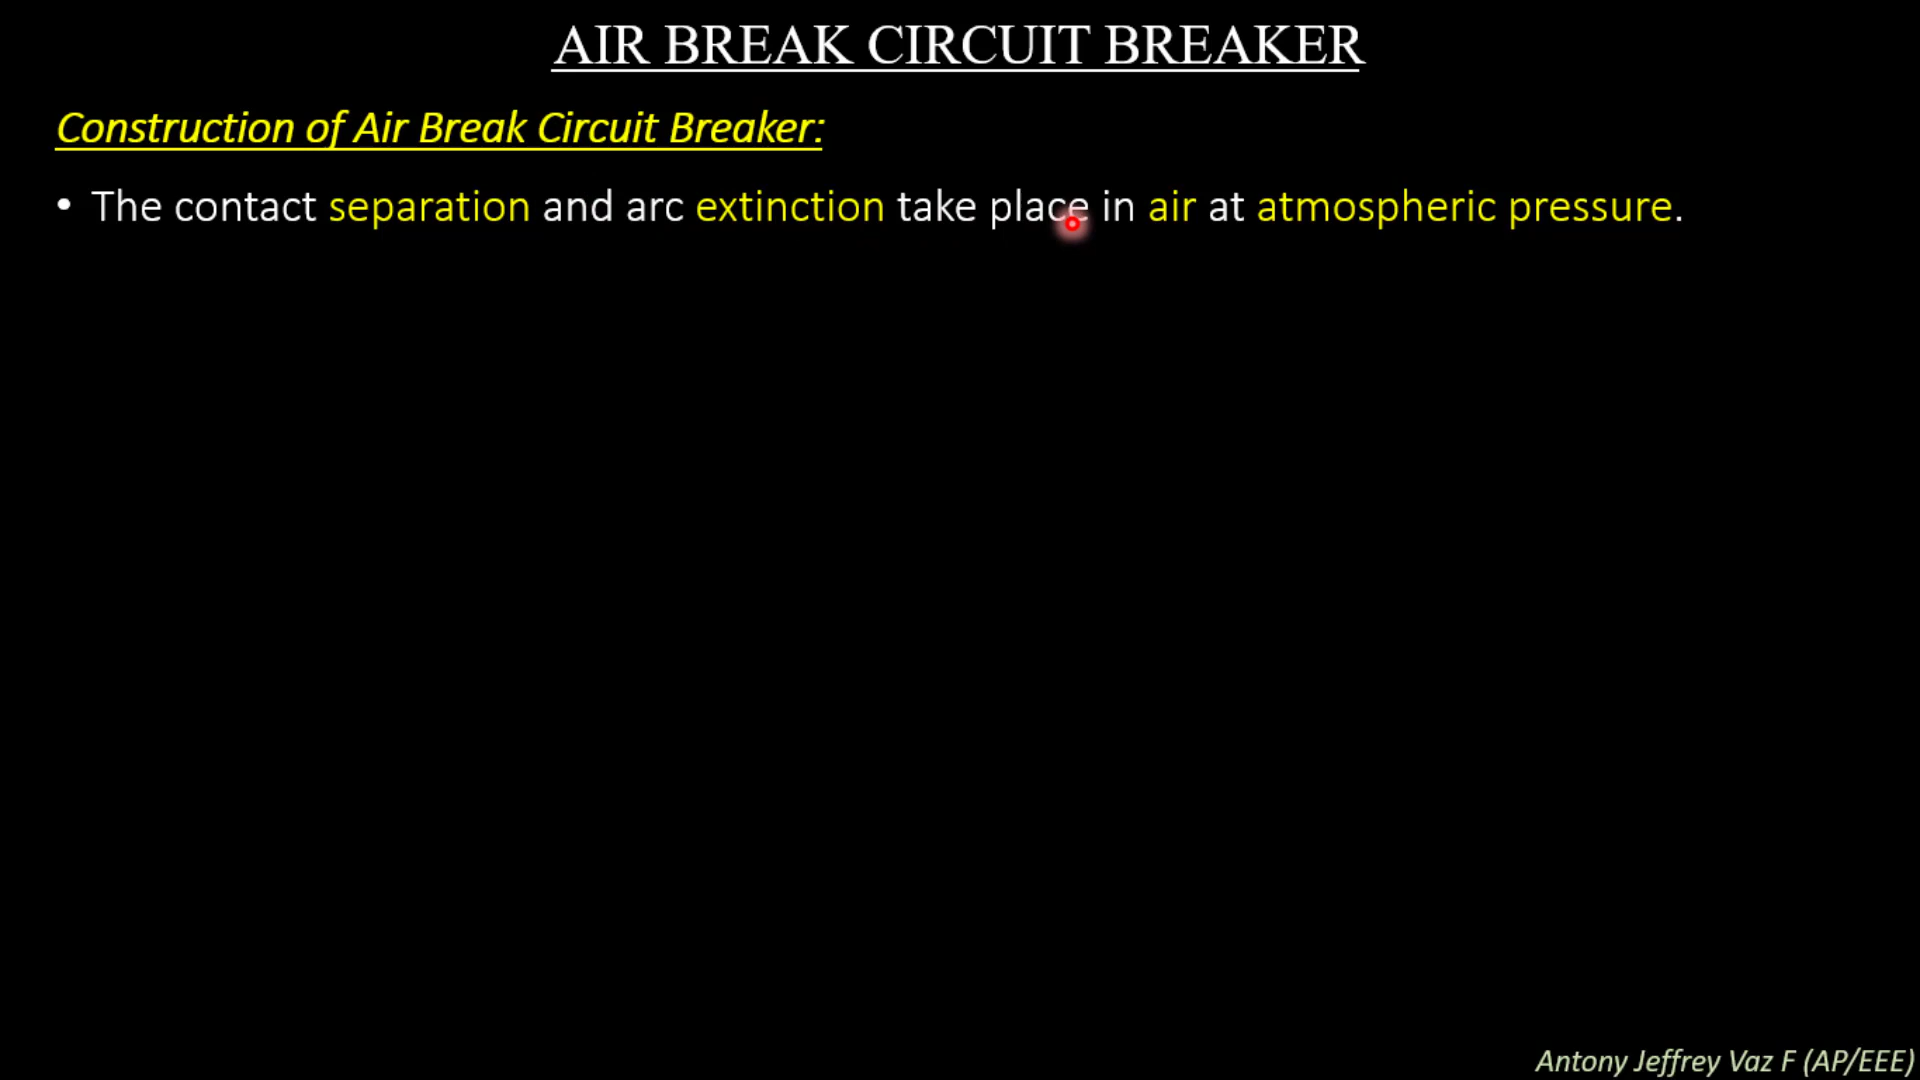 AIR BREAK CIRCUIT BREAKER
Construction of Air Break Circuit Breaker:
• The contact separation and arc extinction take place in air at atmospheric pressure.
Antony Jeffrey Vaz F (AP/EEE)